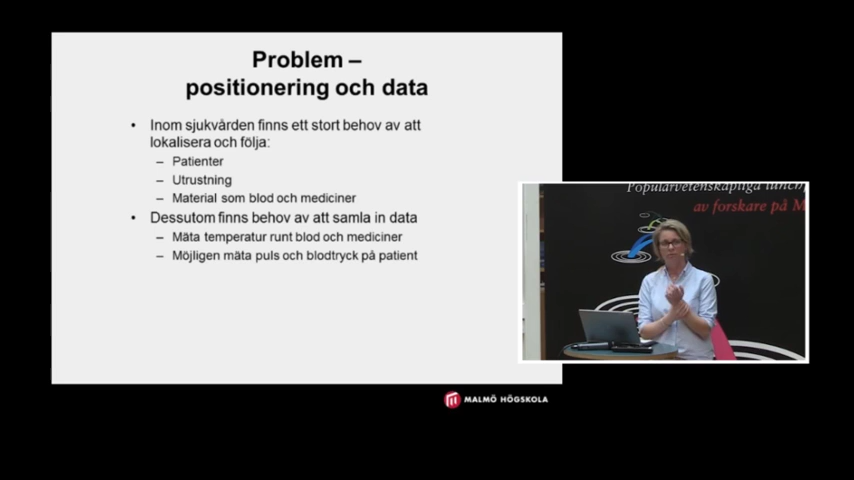 Problem –
positionering och data
• Inom sjukvården finns ett stort behov av att
lokalisera och följa:
– Patienter
– Utrustning
– Material som blod och mediciner
• Dessutom finns behov av att samla in data
– Mäta temperatur runt blod och mediciner
– Möjligen mäta puls och blodtryck på patient
Populärvetenskapliga
av forskare på M
MALMÖ HÖGSKOLA